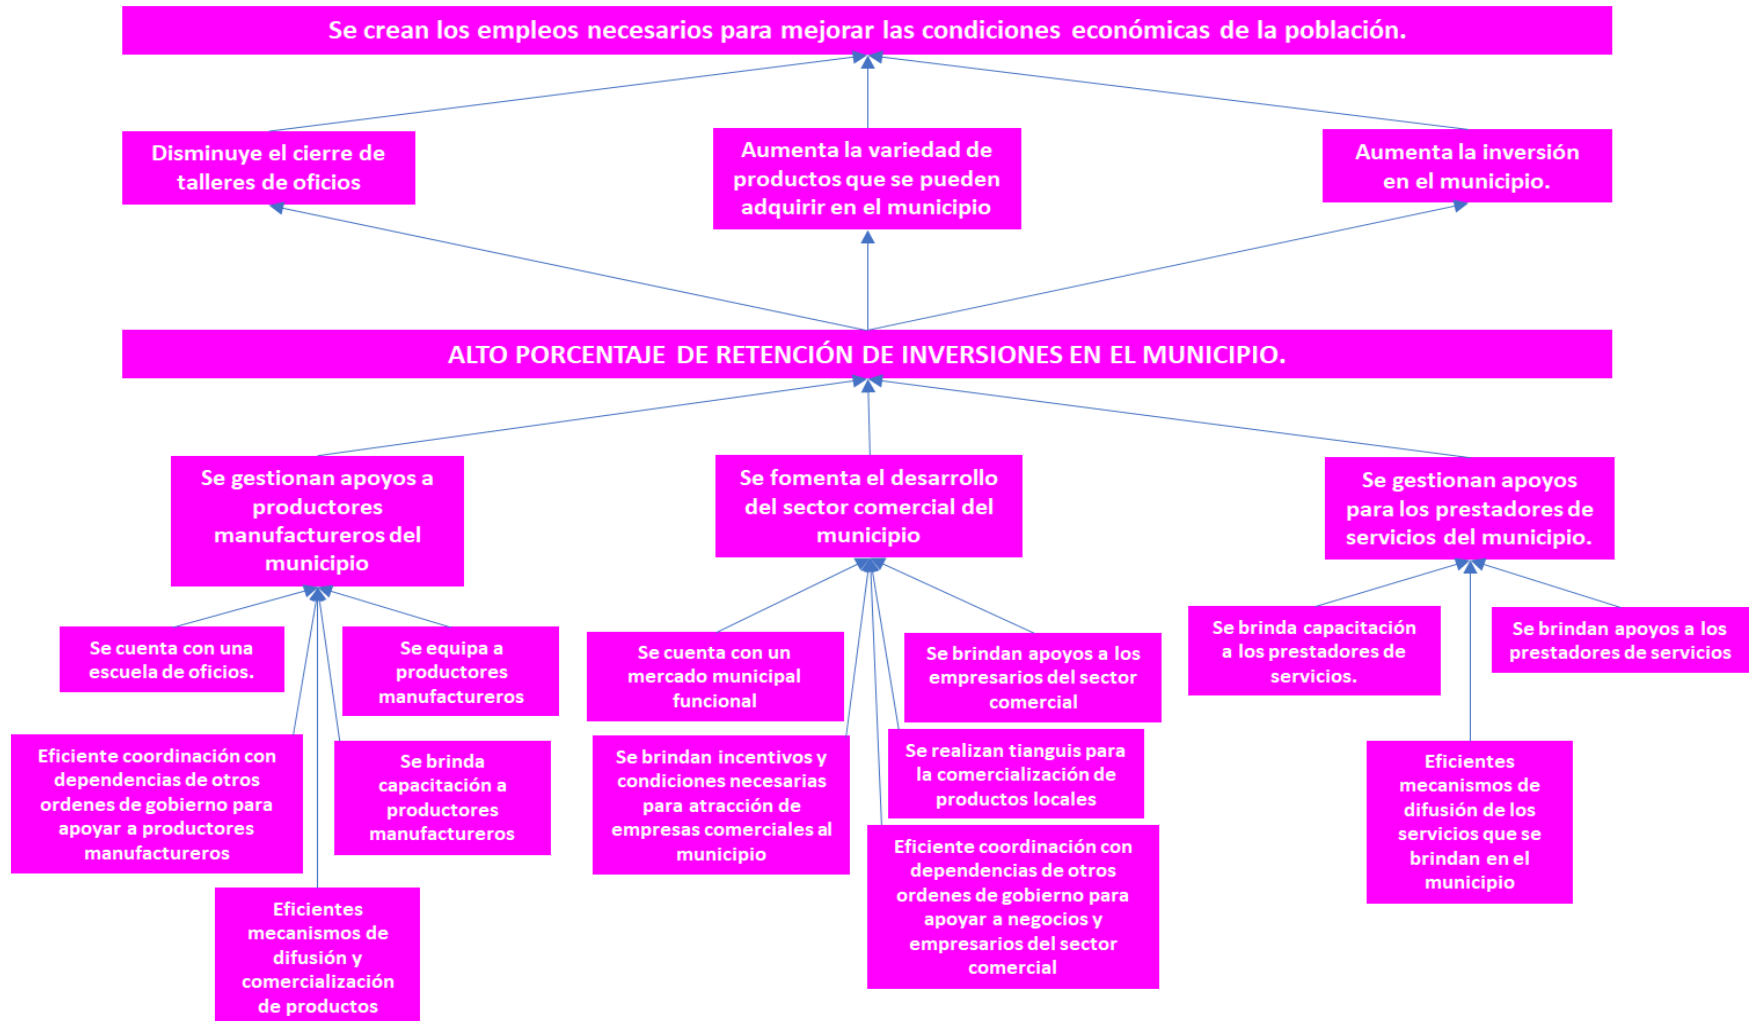 Se crean los empleos necesarios para mejorar las condiciones económicas de la población.
Disminuye el cierre de
talleres de oficios
Aumenta la variedad de
productos que se pueden
adquirir en el municipio
Aumenta la inversión
en el municipio.
ALTO PORCENTAJE DE RETENCIÓN DE INVERSIONES EN EL MUNICIPIO.
Se gestionan apoyos a
productores
manufactureros del
municipio
Se fomenta el desarrollo
del sector comercial del
municipio
Se gestionan apoyos
para los prestadores de
servicios del municipio.
Se cuenta con una
escuela de oficios.
Se equipa a
productores
manufactureros
Eficiente coordinación con
dependencias de otros
ordenes de gobierno para
apoyar a productores
manufactureros
Se brinda
capacitación a
productores
manufactureros
Eficientes
mecanismos de
difusión y
comercialización
de productos
Se cuenta con un
mercado municipal
funcional
Se brindan apoyos a los
empresarios del sector
comercial
Se brindan incentivos y
condiciones necesarias
para atracción de
empresas comerciales al
municipio
Se realizan tianguis para
la comercialización de
productos locales
Eficiente coordinación con
dependencias de otros
ordenes de gobierno para
apoyar a negocios y
empresarios del sector
comercial
Se brinda capacitación
a los prestadores de
servicios.
Se brindan apoyos a los
prestadores de servicios
Eficientes
mecanismos de
difusión de los
servicios que se
brindan en el
municipio